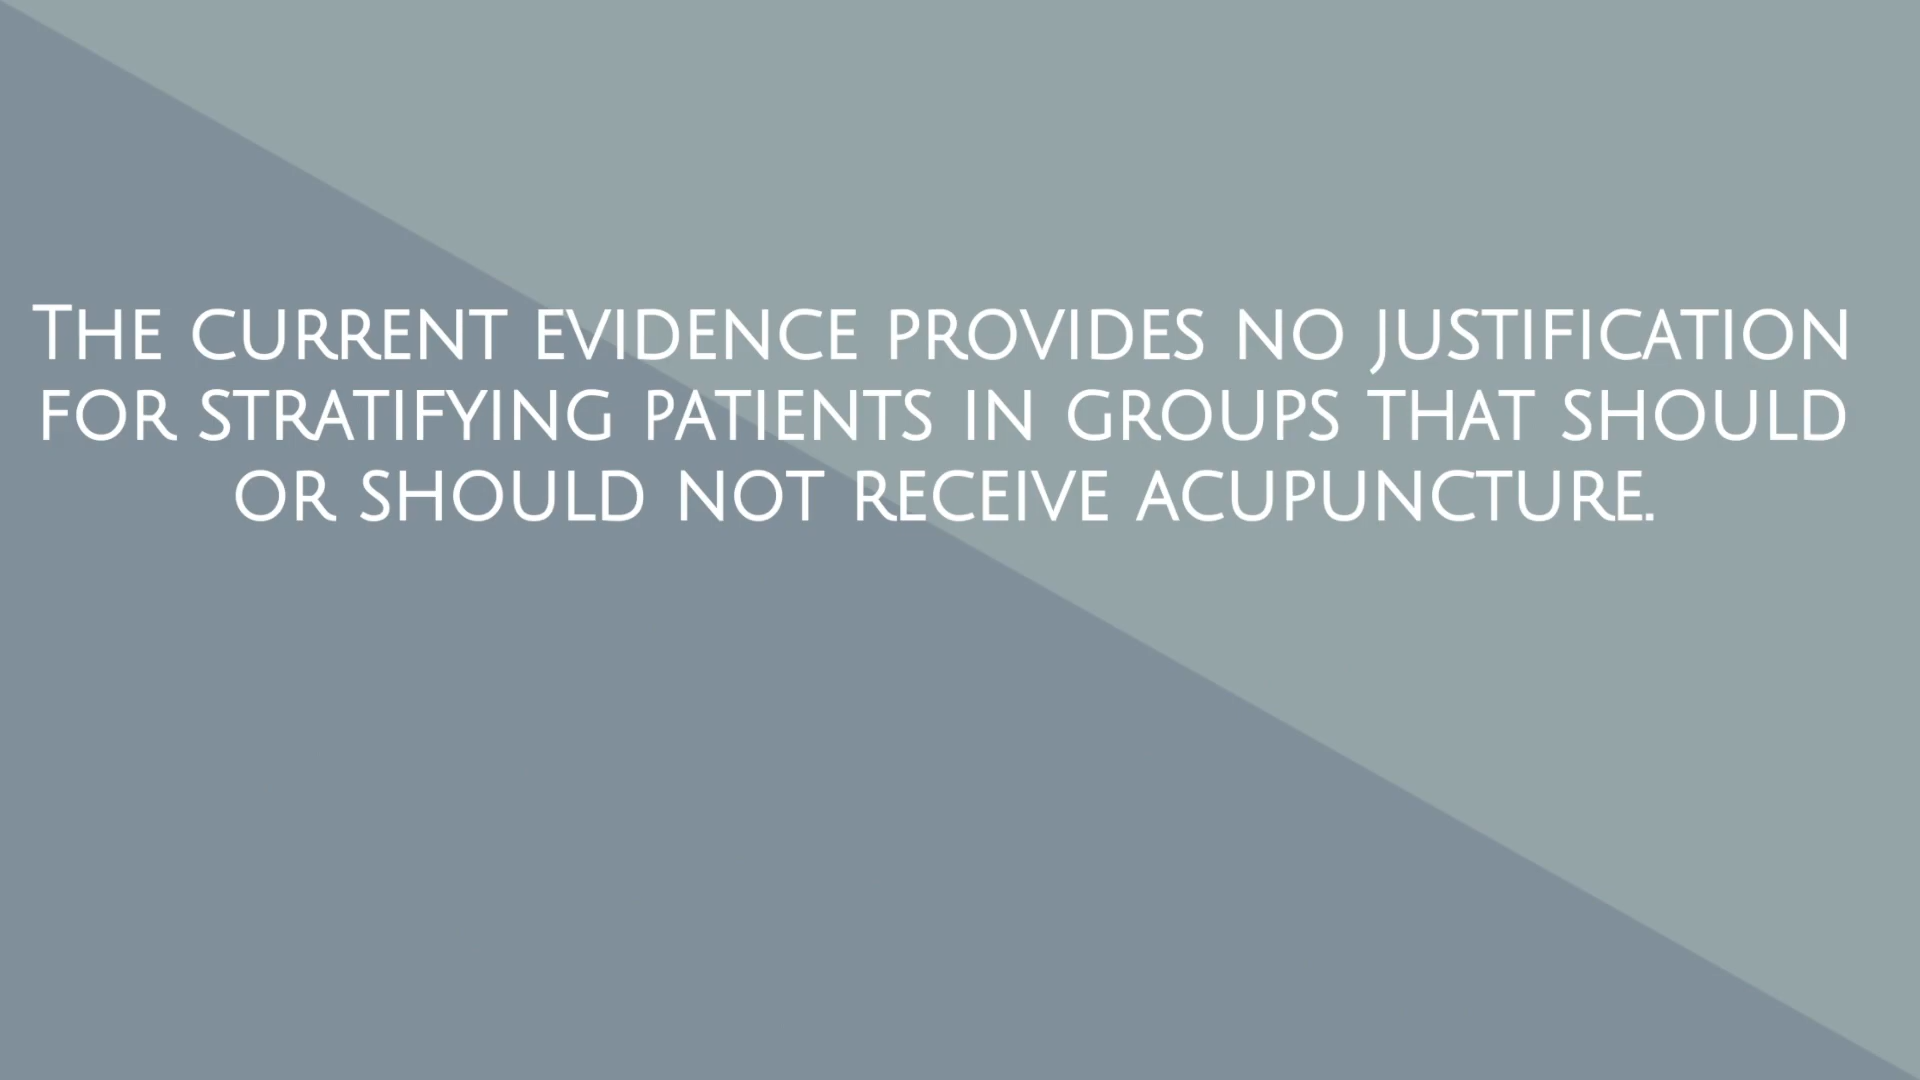 The current evidence provides no justification
for stratifying patients in groups that should
or should not receive acupuncture.